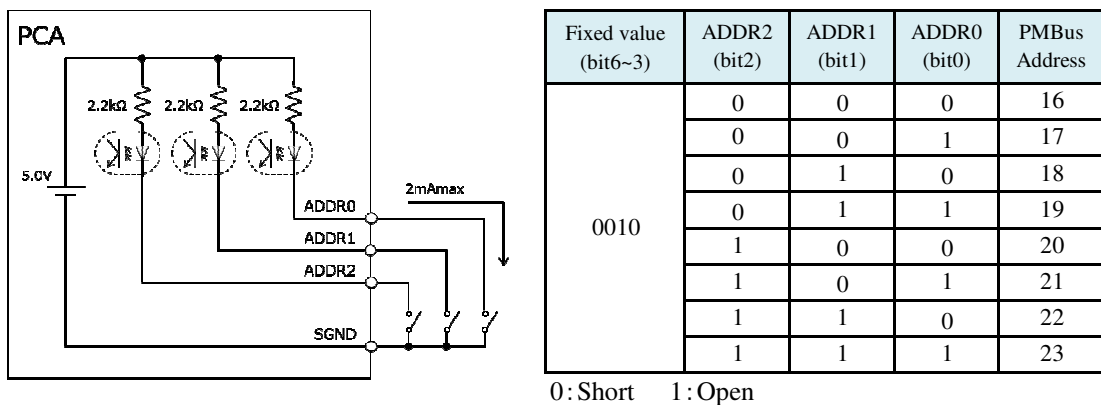 PCA
2.2kΩ 2.2kΩ 2.2kΩ
5.0V
2mAmax
ADDR0
ADDR1
ADDR2
SGND
Fixed value (bit6~3) ADDR2 (bit2) ADDR1 (bit1) ADDR0 (bit0) PMBus Address
0010
0 0 0 16
0 0 1 17
0 1 0 18
0 1 1 19
1 0 0 20
1 0 1 21
1 1 0 22
1 1 1 23
0:Short 1:Open